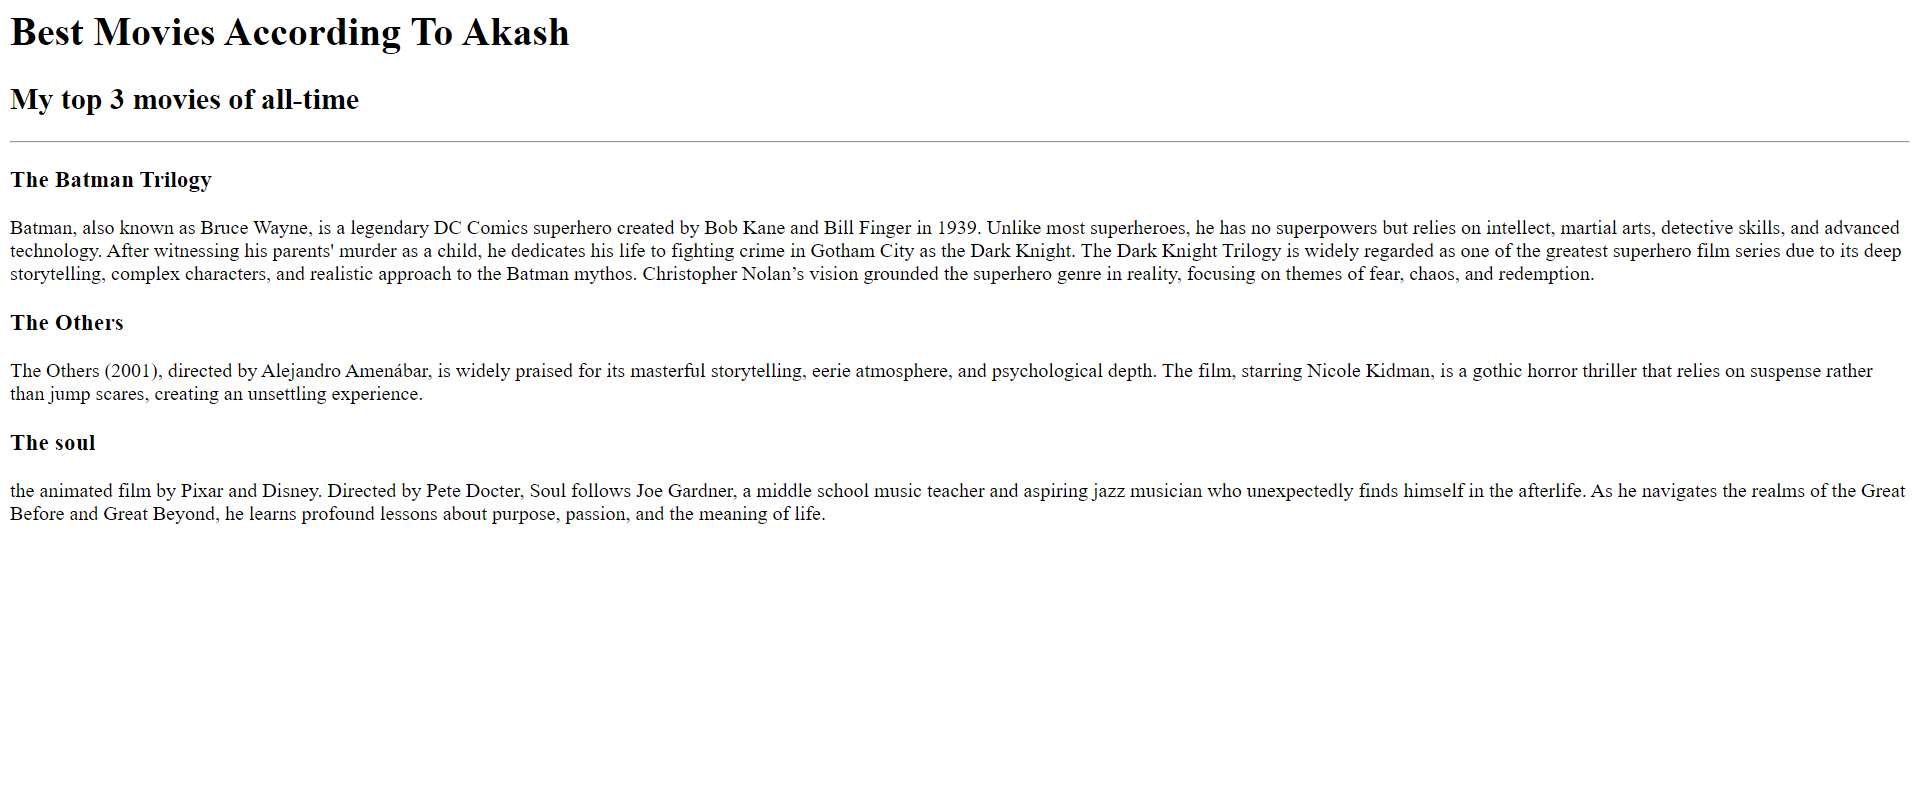 Best Movies According To Akash
My top 3 movies of all-time
The Batman Trilogy
Batman, also known as Bruce Wayne, is a legendary DC Comics superhero created by Bob Kane and Bill Finger in 1939. Unlike most superheroes, he has no superpowers but relies on intellect, martial arts, detective skills, and advanced
technology. After witnessing his parents' murder as a child, he dedicates his life to fighting crime in Gotham City as the Dark Knight. The Dark Knight Trilogy is widely regarded as one of the greatest superhero film series due to its deep
storytelling, complex characters, and realistic approach to the Batman mythos. Christopher Nolan’s vision grounded the superhero genre in reality, focusing on themes of fear, chaos, and redemption.
The Others
The Others (2001), directed by Alejandro Amenábar, is widely praised for its masterful storytelling, eerie atmosphere, and psychological depth. The film, starring Nicole Kidman, is a gothic horror thriller that relies on suspense rather
than jump scares, creating an unsettling experience.
The soul
the animated film by Pixar and Disney. Directed by Pete Docter, Soul follows Joe Gardner, a middle school music teacher and aspiring jazz musician who unexpectedly finds himself in the afterlife. As he navigates the realms of the Great
Before and Great Beyond, he learns profound lessons about purpose, passion, and the meaning of life.